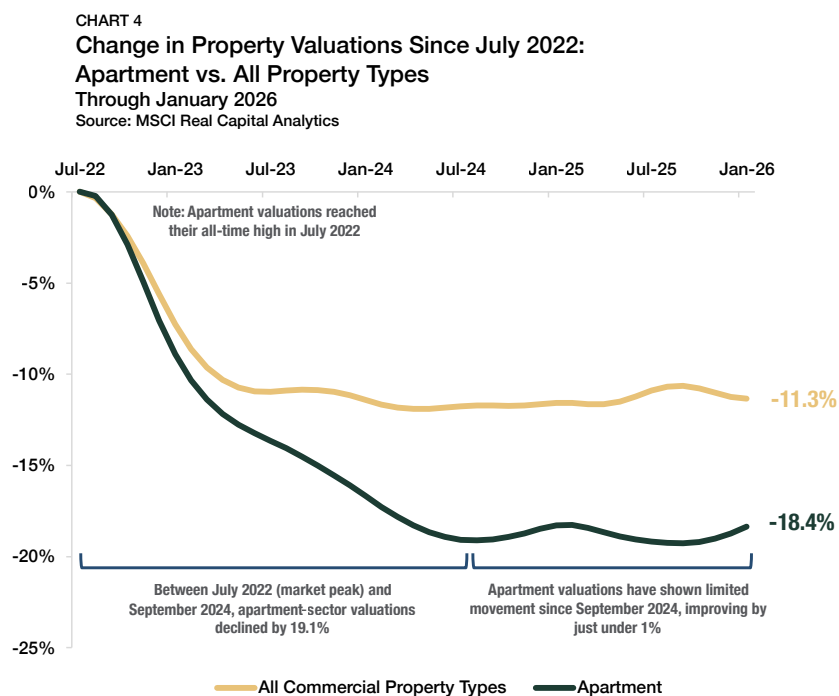 CHART 4
Change in Property Valuations Since July 2022:
Apartment vs. All Property Types
Through January 2026
Source: MSCI Real Capital Analytics
Jul-22 Jan-23 Jul-23 Jan-24 Jul-24 Jan-25 Jul-25 Jan-26
0%
Note: Apartment valuations reached
their all-time high in July 2022
-5%
-10%
-11.3%
-15%
-18.4%
-20%
Between July 2022 (market peak) and
September 2024, apartment-sector valuations
declined by 19.1%
Apartment valuations have shown limited
movement since September 2024, improving by
just under 1%
-25%
All Commercial Property Types
Apartment